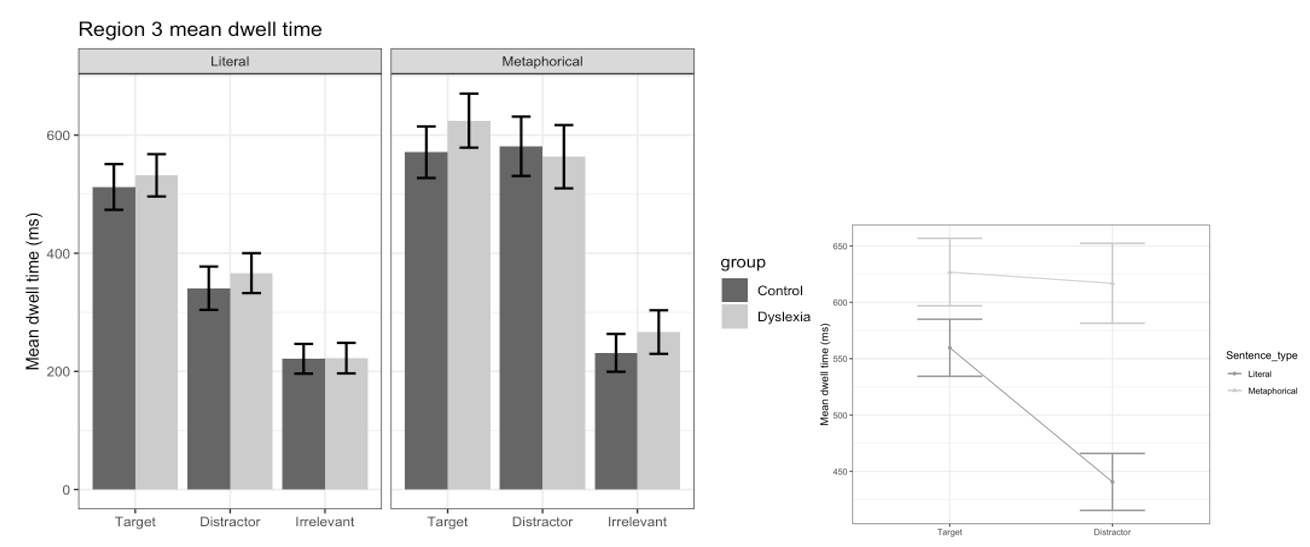 Region 3 mean dwell time
Literal
Metaphorical
Mean dwell time (ms)
600
400
200
0
Target
Distractor
Irrelevant
Target
Distractor
Irrelevant
group
Control
Dyslexia
Mean dwell time (ms)
650
600
550
500
450
Target
Distractor
Sentence_type
Literal
Metaphorical